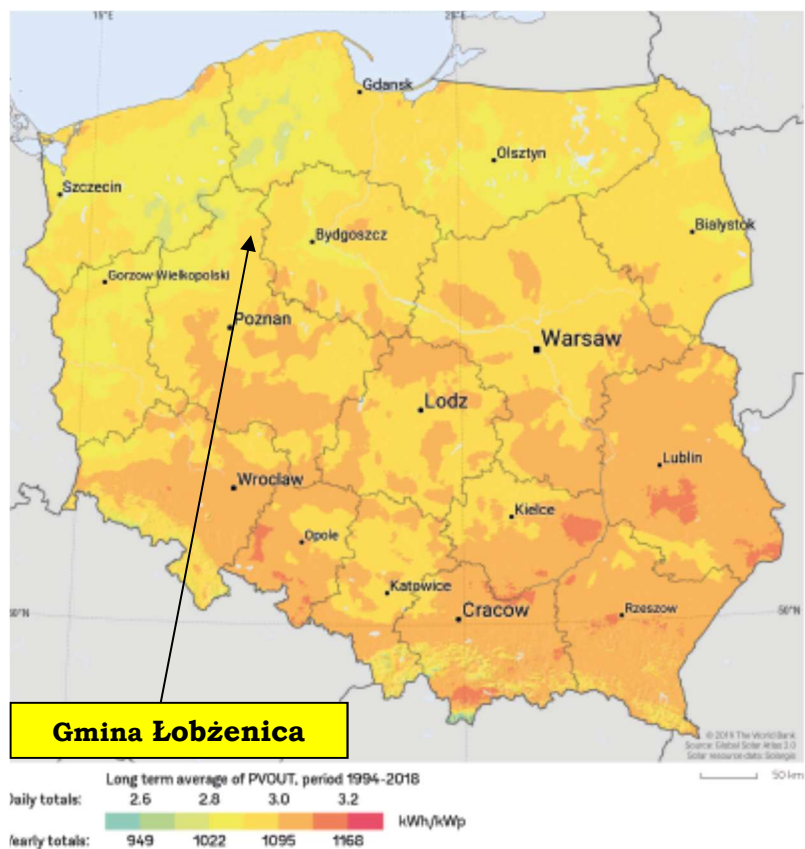 15°E
25°E
Gdansk
Olsztyn
Szczecin
Bialystok
Bydgoszcz
Gorzow Wielkopolski
Poznan
Warsaw
Lodz
Lublin
Wroclaw
Kielce
Opole
Katowice
Cracow
Rzeszow
50°N
50°N
Gmina Łobżenica
© 2019 The World Bank
Source: Global Solar Atlas 2.0
Solar resource data: Solargis
50 km
Long term average of PVOUT, period 1994-2018
Daily totals: 2.6 2.8 3.0 3.2
kWh/kWp
Yearly totals: 949 1022 1095 1168